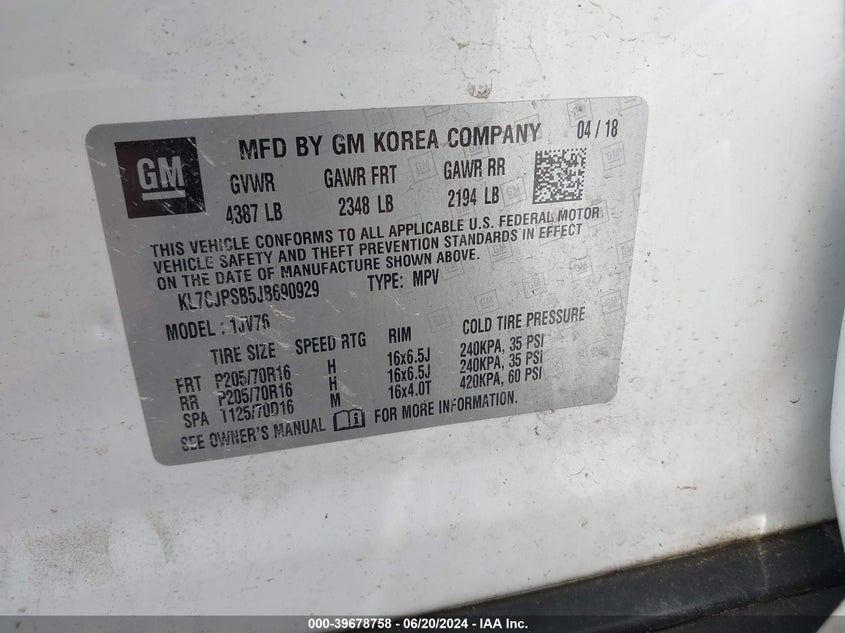 GM
MFD BY GM KOREA COMPANY 04 / 18
GVWR GAWR FRT GAWR RR
4387 LB 2348 LB 2194 LB
THIS VEHICLE CONFORMS TO ALL APPLICABLE U.S. FEDERAL MOTOR
VEHICLE SAFETY AND THEFT PREVENTION STANDARDS IN EFFECT
ON THE DATE OF MANUFACTURE SHOWN ABOVE.
KL7CJPSB5JB690929 TYPE: MPV
MODEL : 1JV76
TIRE SIZE SPEED RTG RIM COLD TIRE PRESSURE
FRT P205/70R16 H 16x6.5J 240KPA, 35 PSI
RR P205/70R16 H 16x6.5J 240KPA, 35 PSI
SPA T125/70D16 M 16x4.0T 420KPA, 60 PSI
SEE OWNER'S MANUAL FOR MORE INFORMATION.
000-39678758 - 06/20/2024 - IAA Inc.